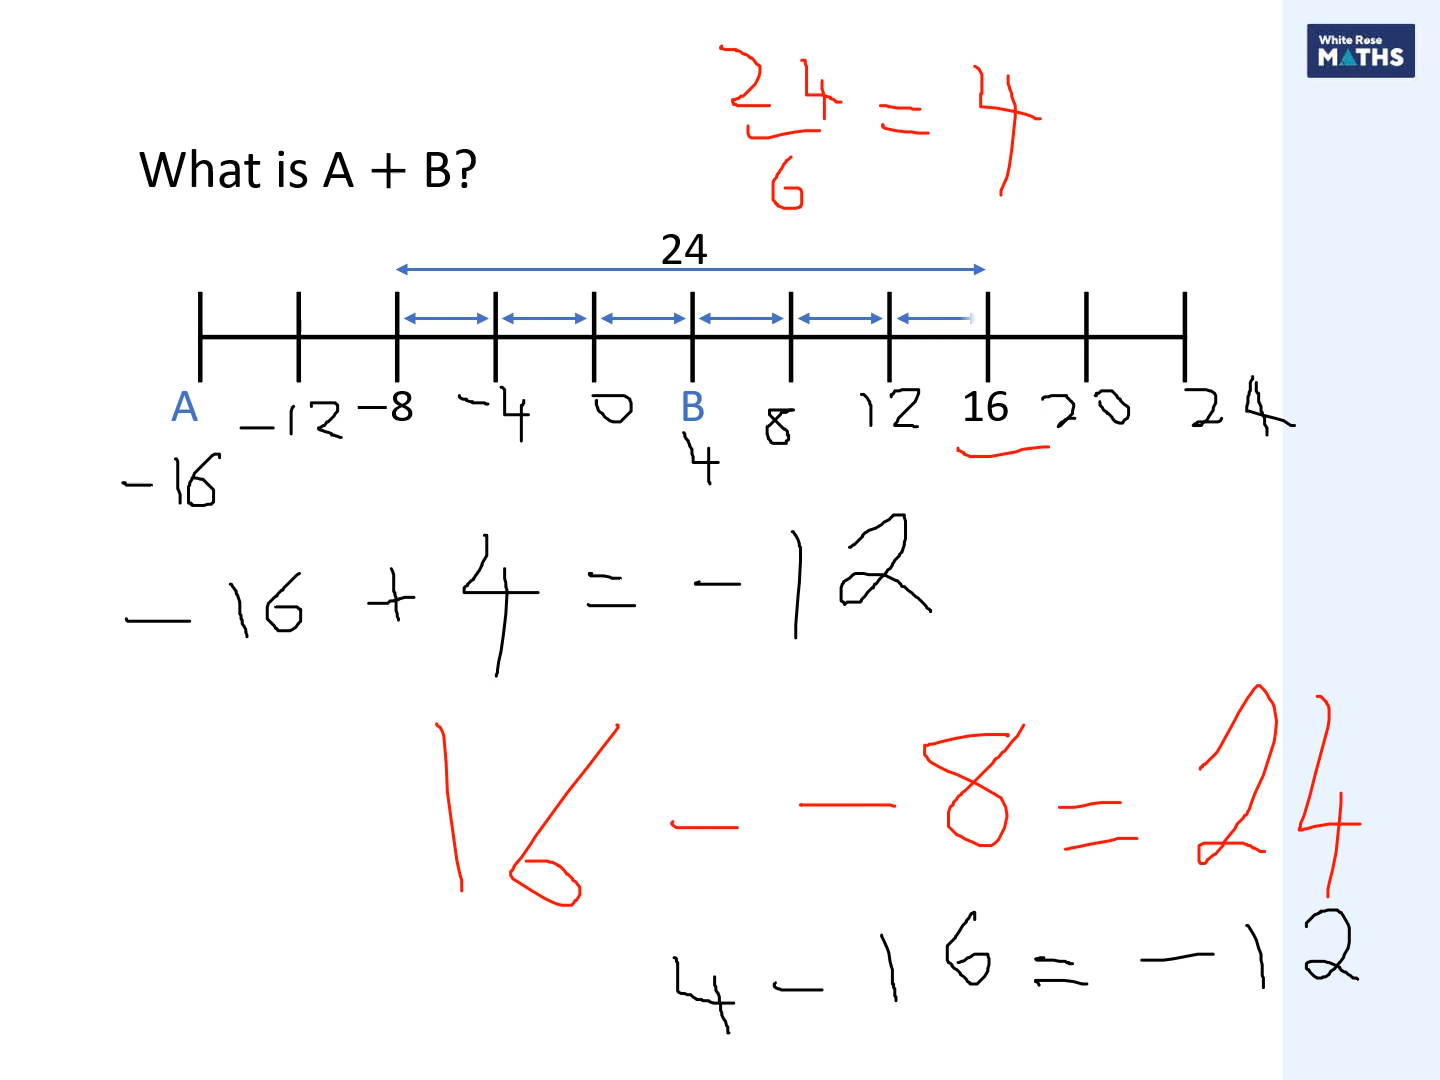 White Rose
MATHS
24/6 = 4
What is A + B?
24
A -12 −8 -4 0 B 8 12 16 20 24
-16 4
-16 + 4 = -12
16 - -8 = 24
4 - 16 = -12